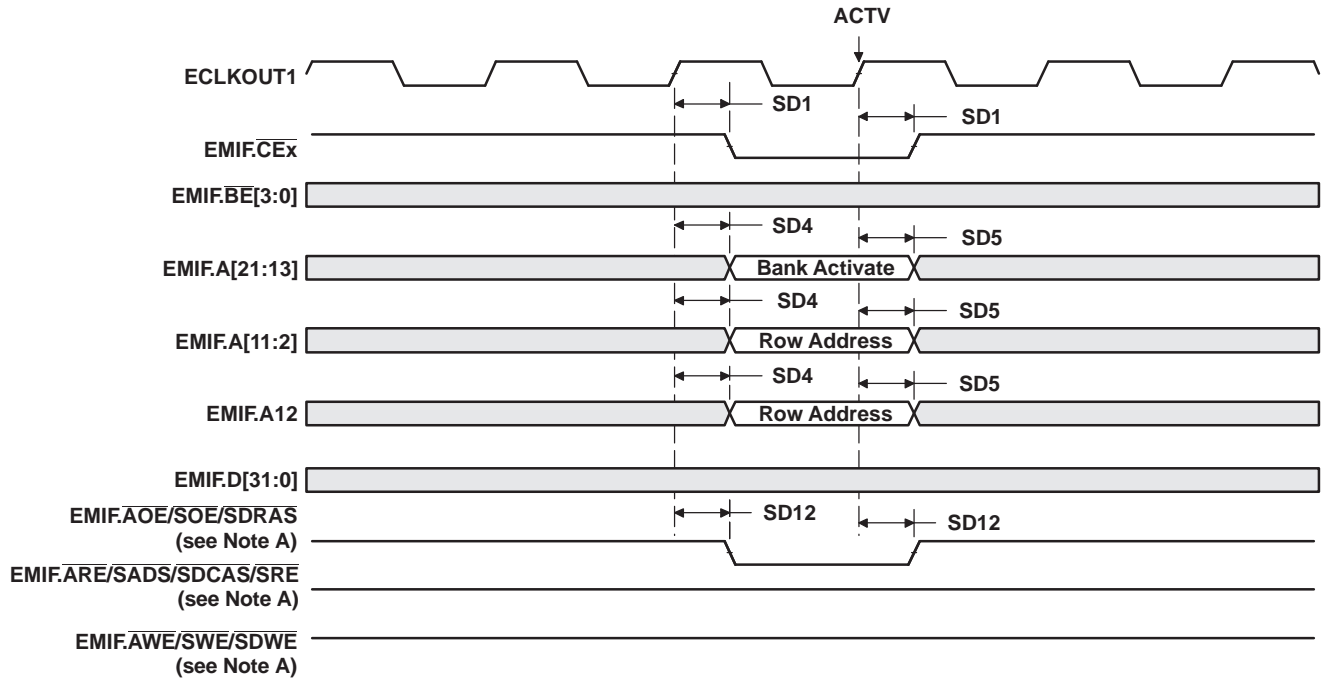 ACTV
ECLKOUT1
SD1
SD1
EMIF.CEx
EMIF.BE[3:0]
SD4
SD5
EMIF.A[21:13]
Bank Activate
SD4
SD5
EMIF.A[11:2]
Row Address
SD4
SD5
EMIF.A12
Row Address
EMIF.D[31:0]
EMIF.AOE/SOE/SDRAS
(see Note A)
SD12
SD12
EMIF.ARE/SADS/SDCAS/SRE
(see Note A)
EMIF.AWE/SWE/SDWE
(see Note A)